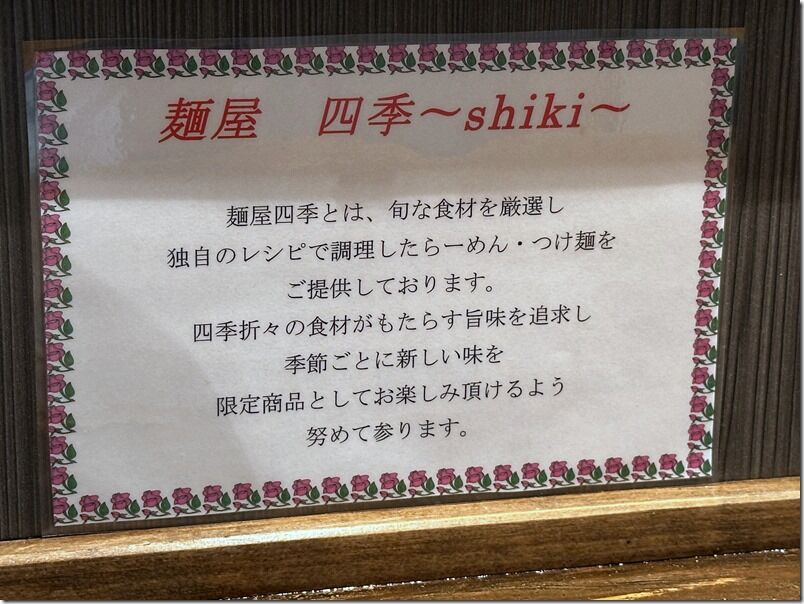 麺屋　四季～shiki～
麺屋四季とは、旬な食材を厳選し
独自のレシピで調理したらーめん・つけ麺を
ご提供しております。
四季折々の食材がもたらす旨味を追求し
季節ごとに新しい味を
限定商品としてお楽しみ頂けるよう
努めて参ります。